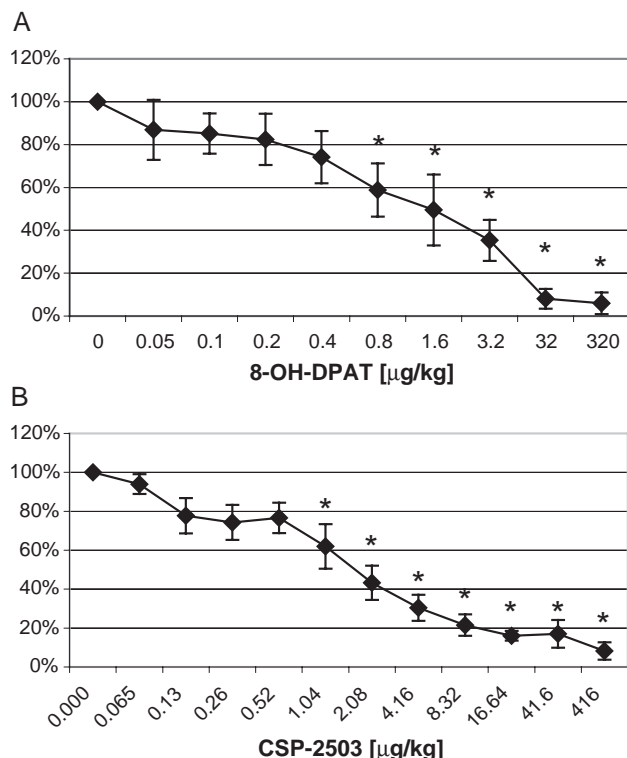 A
120%
100%
80%
60%
40%
20%
0%
* * * * *
0 0.05 0.1 0.2 0.4 0.8 1.6 3.2 32 320
8-OH-DPAT [μg/kg]
B
120%
100%
80%
60%
40%
20%
0%
* * * * * * *
0.000 0.065 0.13 0.26 0.52 1.04 2.08 4.16 8.32 16.64 41.6 416
CSP-2503 [μg/kg]